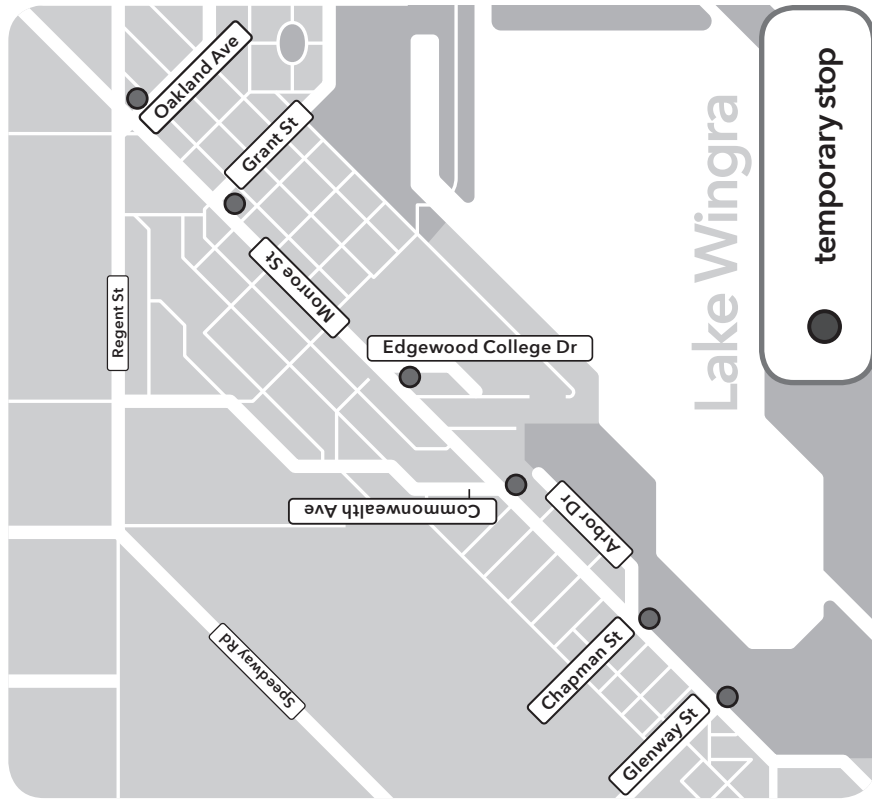 Oakland Ave
Grant St
Monroe St
Regent St
Edgewood College Dr
Commonwealth Ave
Arbor Dr
Speedway Rd
Chapman St
Glenway St
Lake Wingra
temporary stop